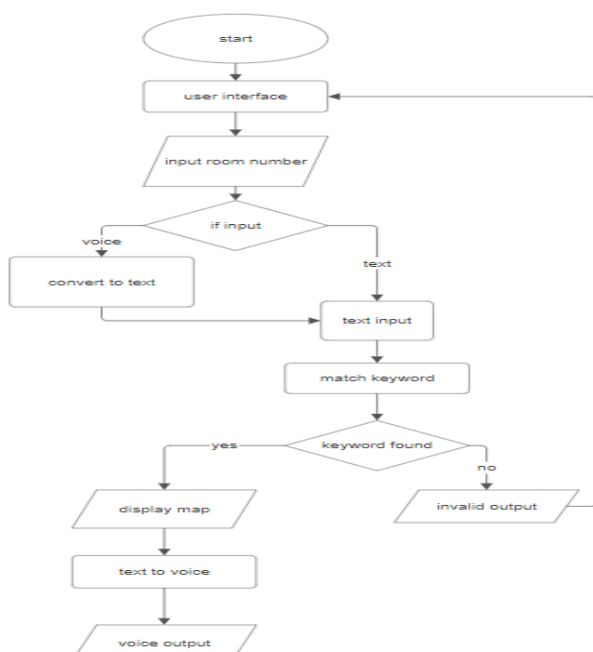 start
user interface
input room number
if input
voice
text
convert to text
text input
match keyword
keyword found
yes
no
display map
invalid output
text to voice
voice output